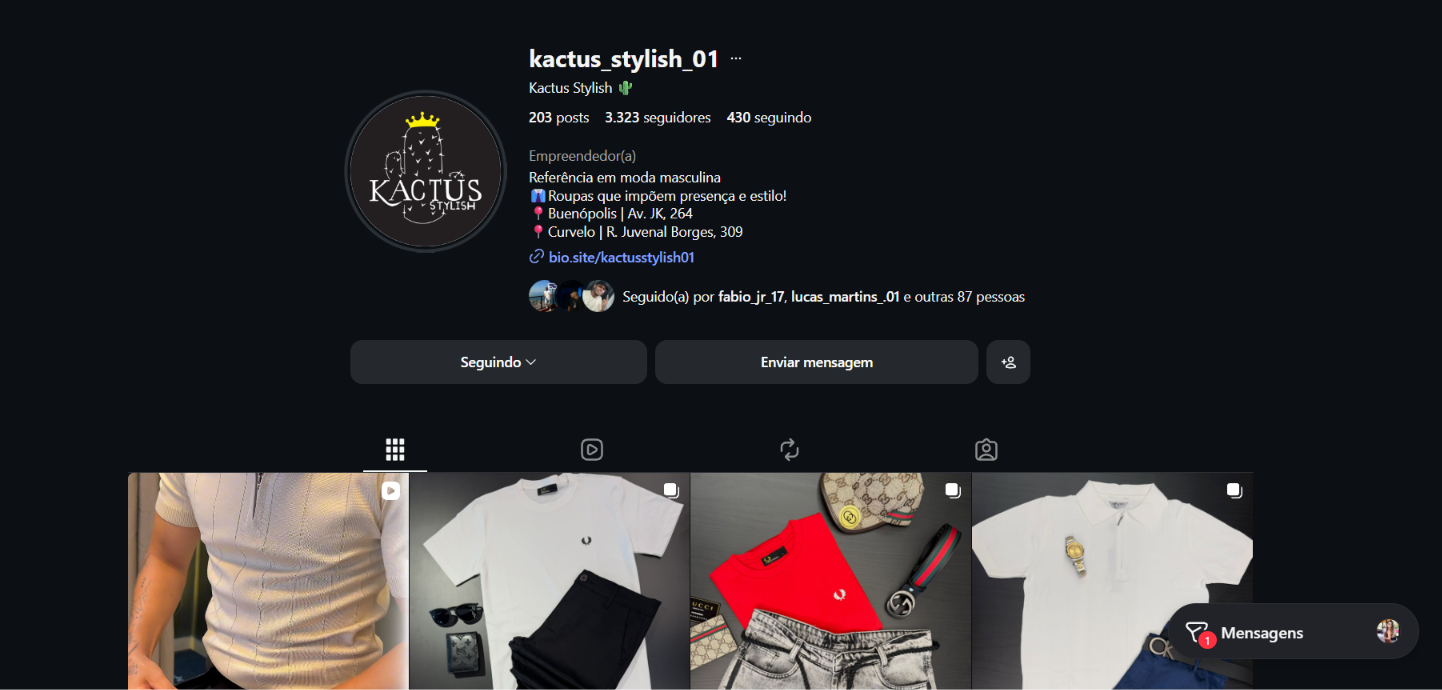 kactus_stylish_01 ...
Kactus Stylish
203 posts 3.323 seguidores 430 seguindo
KACTUS
STYLISH
Empreendedor(a)
Referência em moda masculina
Roupas que impõem presença e estilo!
Buenópolis | Av. JK, 264
Curvelo | R. Juvenal Borges, 309
bio.site/kactusstylish01
Seguido(a) por fabio_jr_17, lucas_martins_.01 e outras 87 pessoas
Seguindo
Enviar mensagem
GUCCI
1
Mensagens